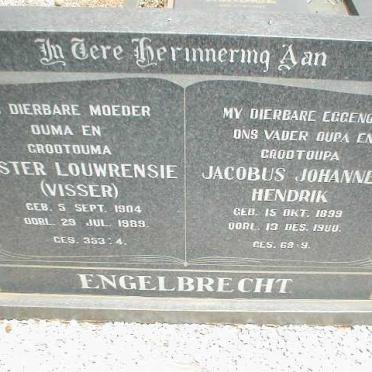 In Tere Herinnering Aan
DIERBARE MOEDER
OUMA EN
GROOTOUMA
STER LOUWRENSIE
(VISSER)
GEB. 5 SEPT. 1904
OORL. 29 JUL. 1989.
GES. 353:4.
MY DIERBARE EGGENO
ONS VADER OUPA EN
GROOTOUPA
JACOBUS JOHANNE
HENDRIK
GEB. 15 OKT. 1899
OORL. 13 DES. 1980.
GES. 69:9.
ENGELBRECHT